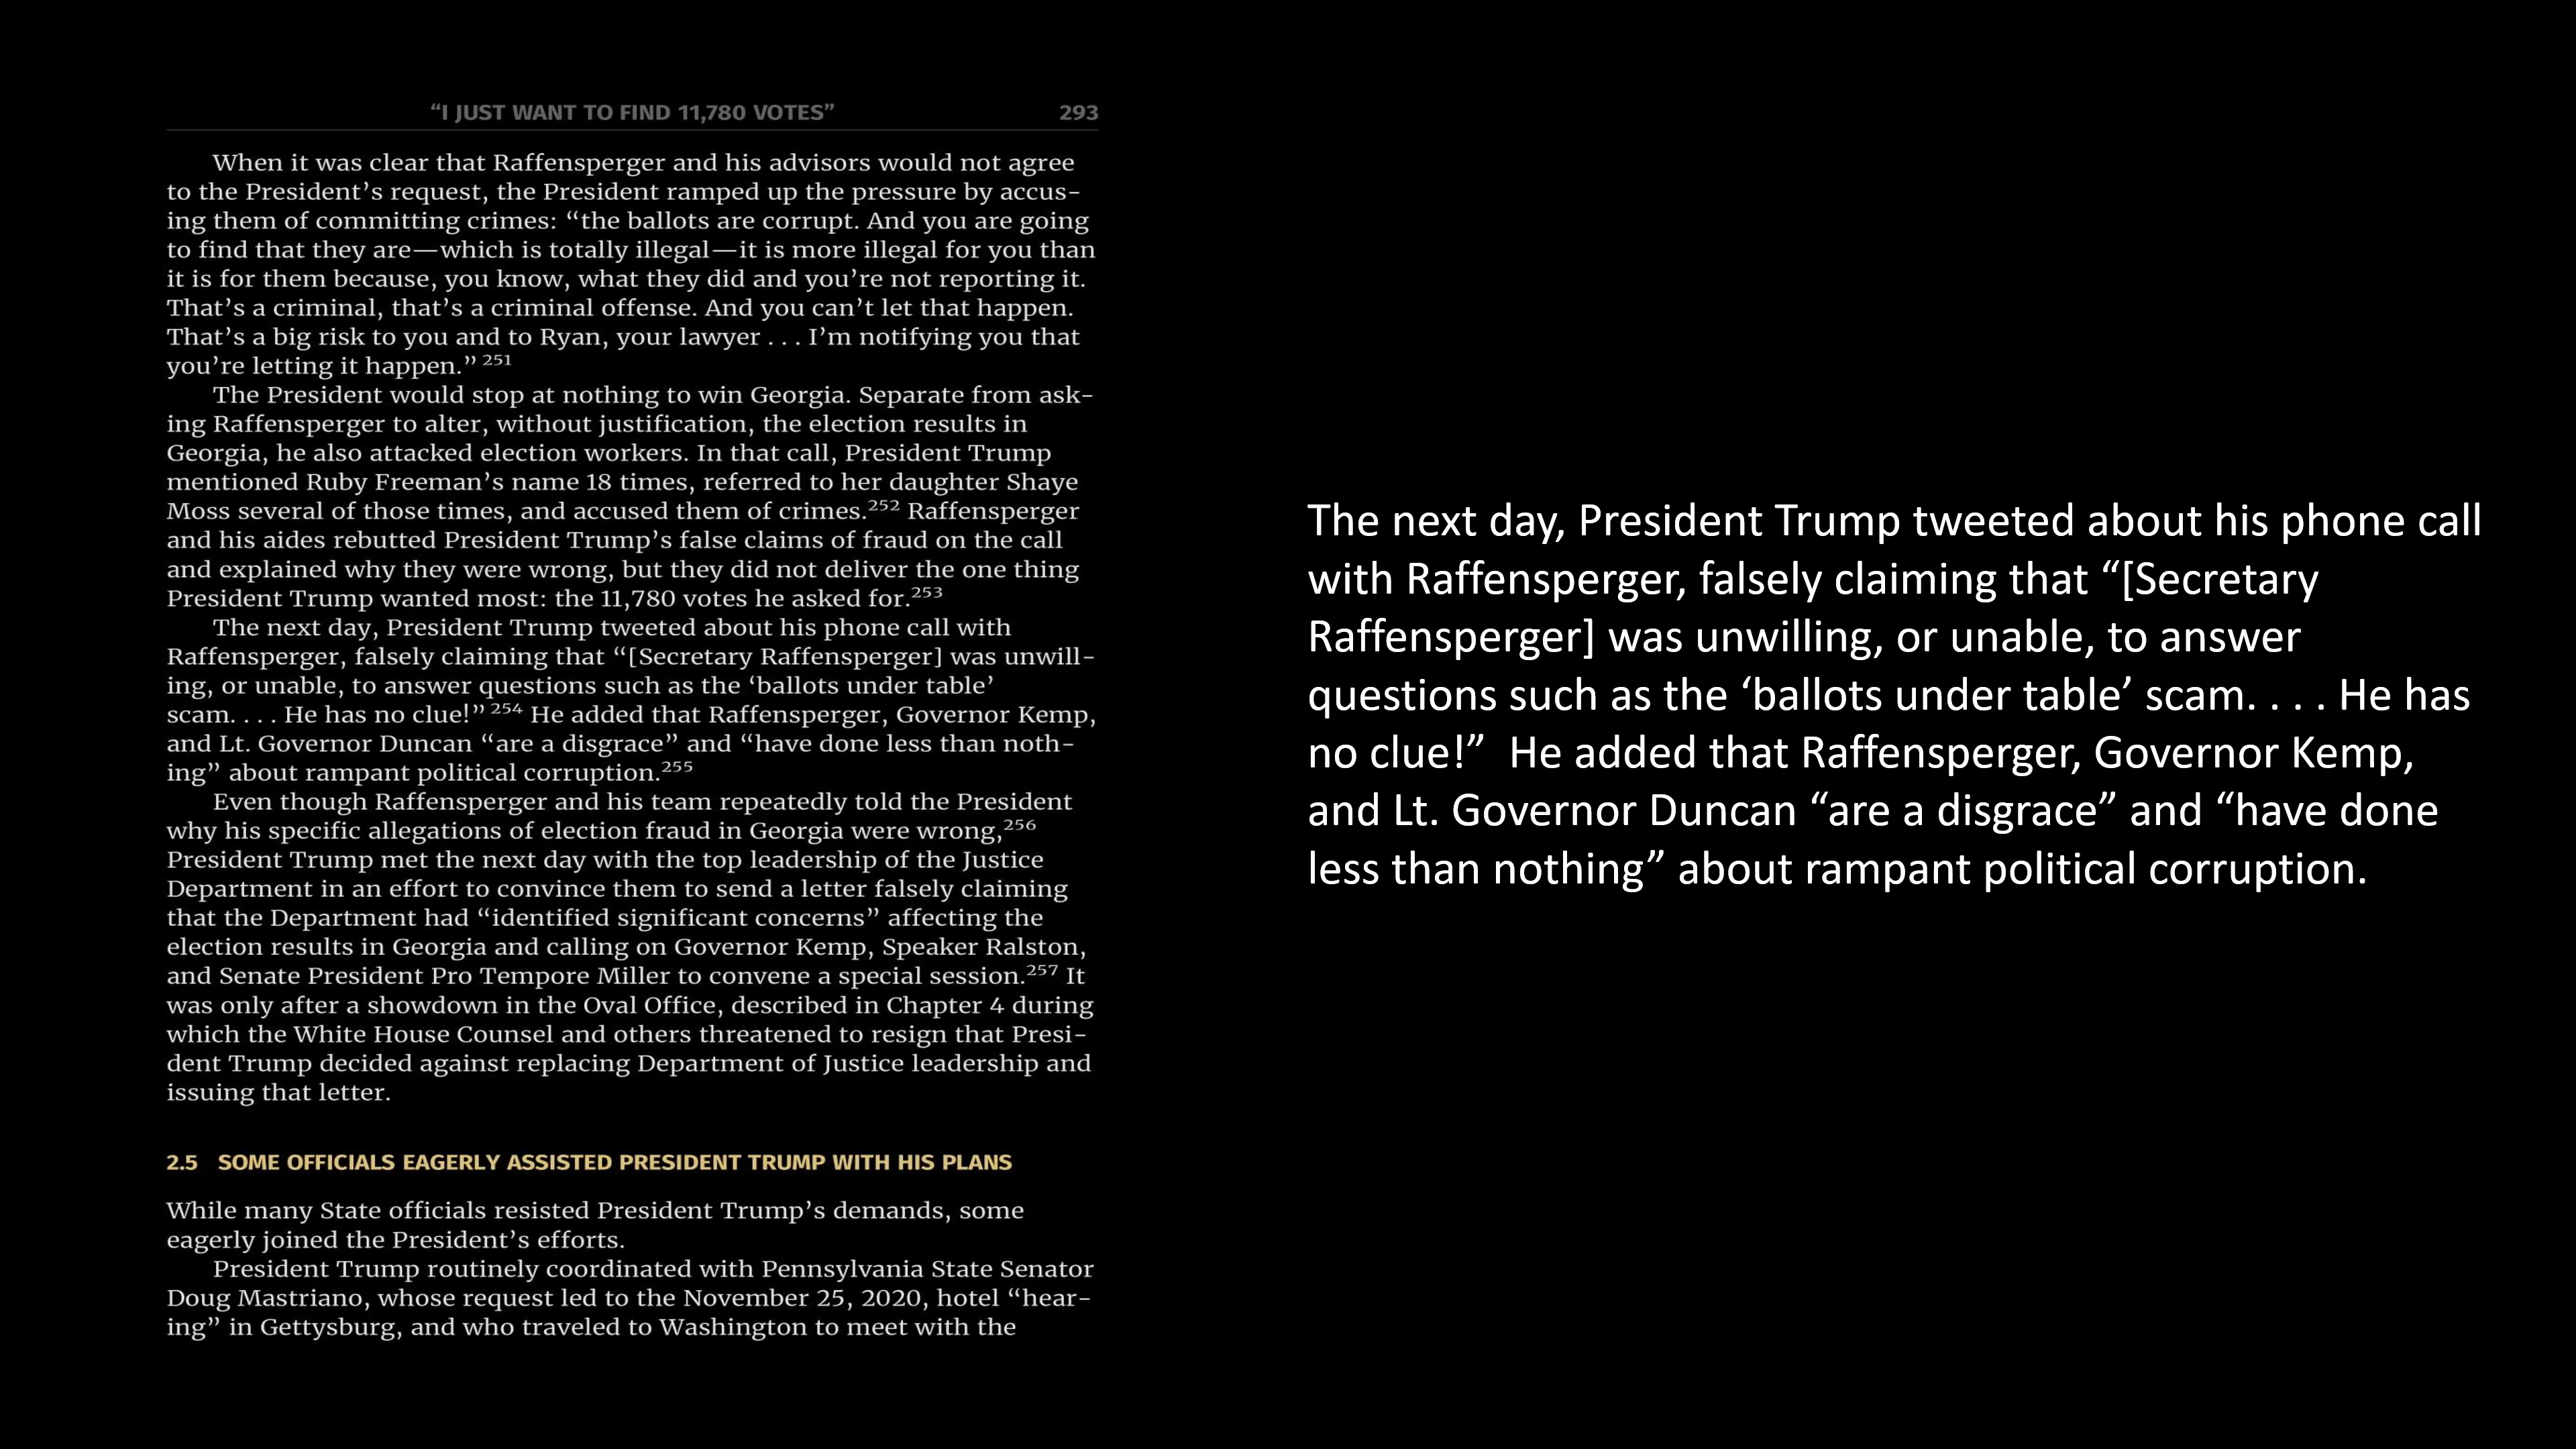 “I JUST WANT TO FIND 11,780 VOTES” 293
When it was clear that Raffensperger and his advisors would not agree
to the President’s request, the President ramped up the pressure by accus-
ing them of committing crimes: “the ballots are corrupt. And you are going
to find that they are—which is totally illegal—it is more illegal for you than
it is for them because, you know, what they did and you’re not reporting it.
That’s a criminal, that’s a criminal offense. And you can’t let that happen.
That’s a big risk to you and to Ryan, your lawyer . . . I’m notifying you that
you’re letting it happen.” 251
The President would stop at nothing to win Georgia. Separate from ask-
ing Raffensperger to alter, without justification, the election results in
Georgia, he also attacked election workers. In that call, President Trump
mentioned Ruby Freeman’s name 18 times, referred to her daughter Shaye
Moss several of those times, and accused them of crimes.252 Raffensperger
and his aides rebutted President Trump’s false claims of fraud on the call
and explained why they were wrong, but they did not deliver the one thing
President Trump wanted most: the 11,780 votes he asked for.253
The next day, President Trump tweeted about his phone call with
Raffensperger, falsely claiming that “[Secretary Raffensperger] was unwill-
ing, or unable, to answer questions such as the ‘ballots under table’
scam. . . . He has no clue!” 254 He added that Raffensperger, Governor Kemp,
and Lt. Governor Duncan “are a disgrace” and “have done less than noth-
ing” about rampant political corruption.255
Even though Raffensperger and his team repeatedly told the President
why his specific allegations of election fraud in Georgia were wrong,256
President Trump met the next day with the top leadership of the Justice
Department in an effort to convince them to send a letter falsely claiming
that the Department had “identified significant concerns” affecting the
election results in Georgia and calling on Governor Kemp, Speaker Ralston,
and Senate President Pro Tempore Miller to convene a special session.257 It
was only after a showdown in the Oval Office, described in Chapter 4 during
which the White House Counsel and others threatened to resign that Presi-
dent Trump decided against replacing Department of Justice leadership and
issuing that letter.
2.5 SOME OFFICIALS EAGERLY ASSISTED PRESIDENT TRUMP WITH HIS PLANS
While many State officials resisted President Trump’s demands, some
eagerly joined the President’s efforts.
President Trump routinely coordinated with Pennsylvania State Senator
Doug Mastriano, whose request led to the November 25, 2020, hotel “hear-
ing” in Gettysburg, and who traveled to Washington to meet with the
The next day, President Trump tweeted about his phone call
with Raffensperger, falsely claiming that “[Secretary
Raffensperger] was unwilling, or unable, to answer
questions such as the ‘ballots under table’ scam. . . . He has
no clue!”  He added that Raffensperger, Governor Kemp,
and Lt. Governor Duncan “are a disgrace” and “have done
less than nothing” about rampant political corruption.